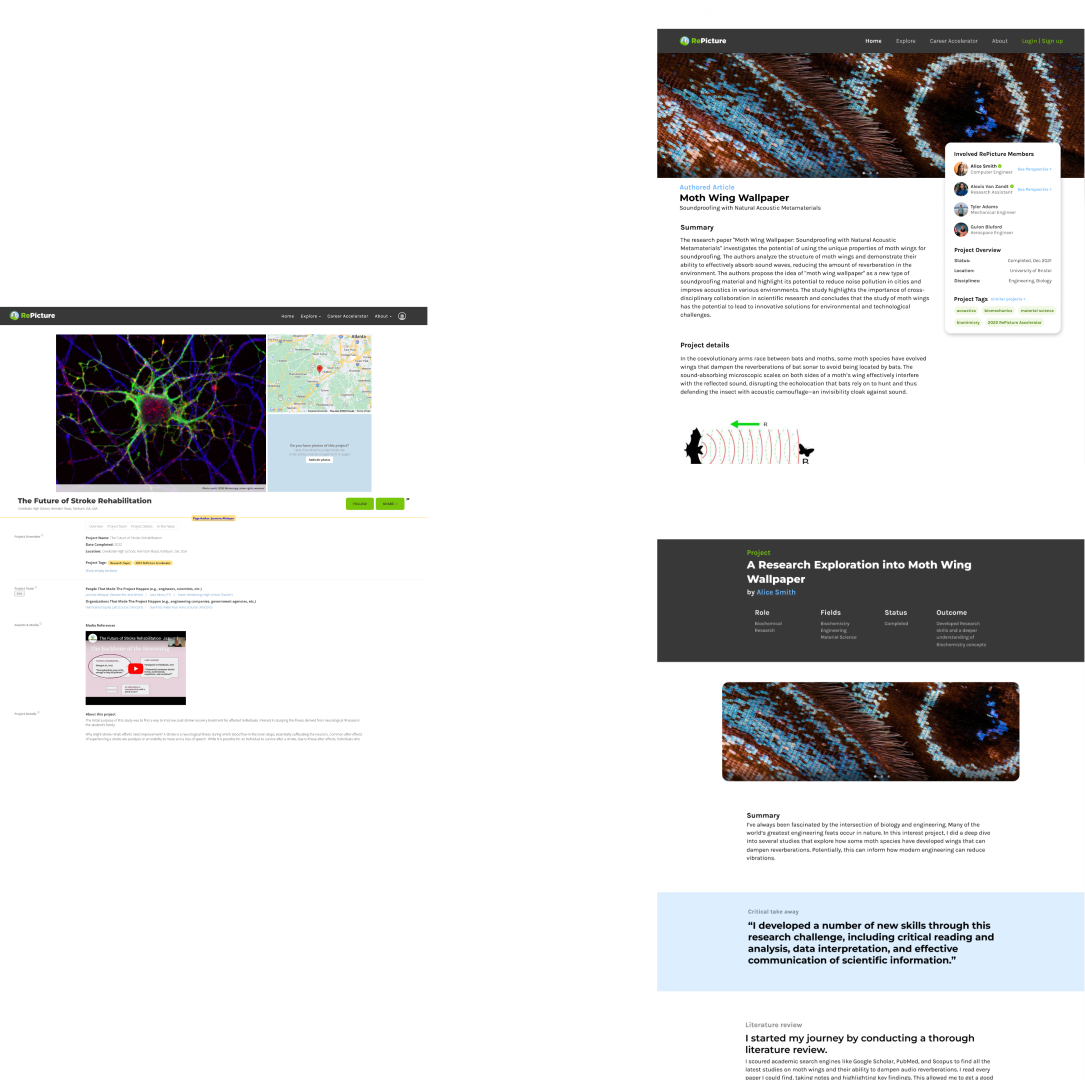 RePicture
Home
Explore
Career Accelerator
About
The Future of Stroke Rehabilitation
FOLLOW
SHARE
Do you have photos of this project?
Include photos
Atlanta
Overview
Project Team
Project Details
In the News
Project Overview
Project Name: The Future of Stroke Rehabilitation
Date Completed: 2022
Project Tags:
Research Paper
Project Team
People That Made The Project Happen (e.g., engineers, scientists, etc.)
Organizations That Made The Project Happen (e.g., engineering companies, government agencies, etc.)
Awards & Media
Media References
The Future of Stroke Rehabilitation
Project Details
About this project
RePicture
Home
Explore
Career Accelerator
About
Login | Sign up
Authored Article
Moth Wing Wallpaper
Soundproofing with Natural Acoustic Metamaterials
Summary
The research paper "Moth Wing Wallpaper: Soundproofing with Natural Acoustic
Metamaterials" investigates the potential of using the unique properties of moth wings for
soundproofing. The authors analyze the structure of moth wings and demonstrate their
ability to effectively absorb sound waves, reducing the amount of reverberation in the
environment. The authors propose the idea of "moth wing wallpaper" as a new type of
soundproofing material and highlight its potential to reduce noise pollution in cities and
improve acoustics in various environments. The study highlights the importance of cross-
disciplinary collaboration in scientific research and concludes that the study of moth wings
has the potential to lead to innovative solutions for environmental and technological
challenges.
Project details
In the coevolutionary arms race between bats and moths, some moth species have evolved
wings that dampen the reverberations of bat sonar to avoid being located by bats. The
sound-absorbing microscopic scales on both sides of a moth's wing effectively interfere
with the reflected sound, disrupting the echolocation that bats rely on to hunt and thus
defending the insect with acoustic camouflage—an invisibility cloak against sound.
R
Involved RePicture Members
Alice Smith
Computer Engineer
See Perspective >
Alexis Van Zandt
Research Assistant
See Perspective >
Tyler Adams
Mechanical Engineer
Guion Bluford
Aerospace Engineer
Project Overview
Status: Completed, Dec 2021
Location: University of Bristol
Disciplines: Engineering, Biology
Project Tags similar projects >
acoustics
biomechanics
material science
biomimicry
2023 RePicture Accelerator
Project
A Research Exploration into Moth Wing
Wallpaper
by Alice Smith
Role
Fields
Status
Outcome
Biochemical
Research
Biochemistry
Engineering
Material Science
Completed
Developed Research
skills and a deeper
understanding of
Biochemistry concepts
Summary
I've always been fascinated by the intersection of biology and engineering. Many of the
world's greatest engineering feats occur in nature. In this interest project, I did a deep dive
into several studies that explore how some moth species have developed wings that can
dampen reverberations. Potentially, this can inform how modern engineering can reduce
vibrations.
Critical take away
“I developed a number of new skills through this
research challenge, including critical reading and
analysis, data interpretation, and effective
communication of scientific information.”
Literature review
I started my journey by conducting a thorough
literature review.
I scoured academic search engines like Google Scholar, PubMed, and Scopus to find all the
latest studies on moth wings and their ability to dampen audio reverberations. I read every
paper I could find, taking notes and highlighting key findings. This allowed me to get a good